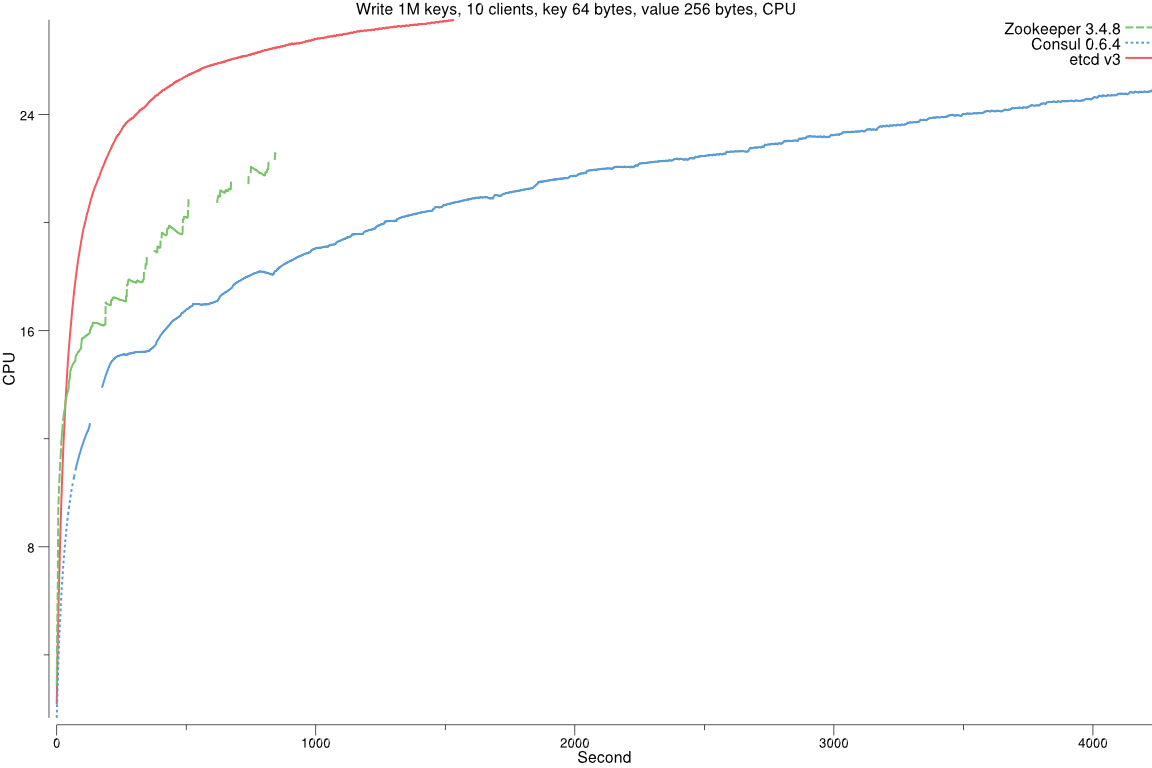 Write 1M keys, 10 clients, key 64 bytes, value 256 bytes, CPU
Zookeeper 3.4.8
Consul 0.6.4
etcd v3
24
16
8
CPU
0 1000 2000 3000 4000
Second